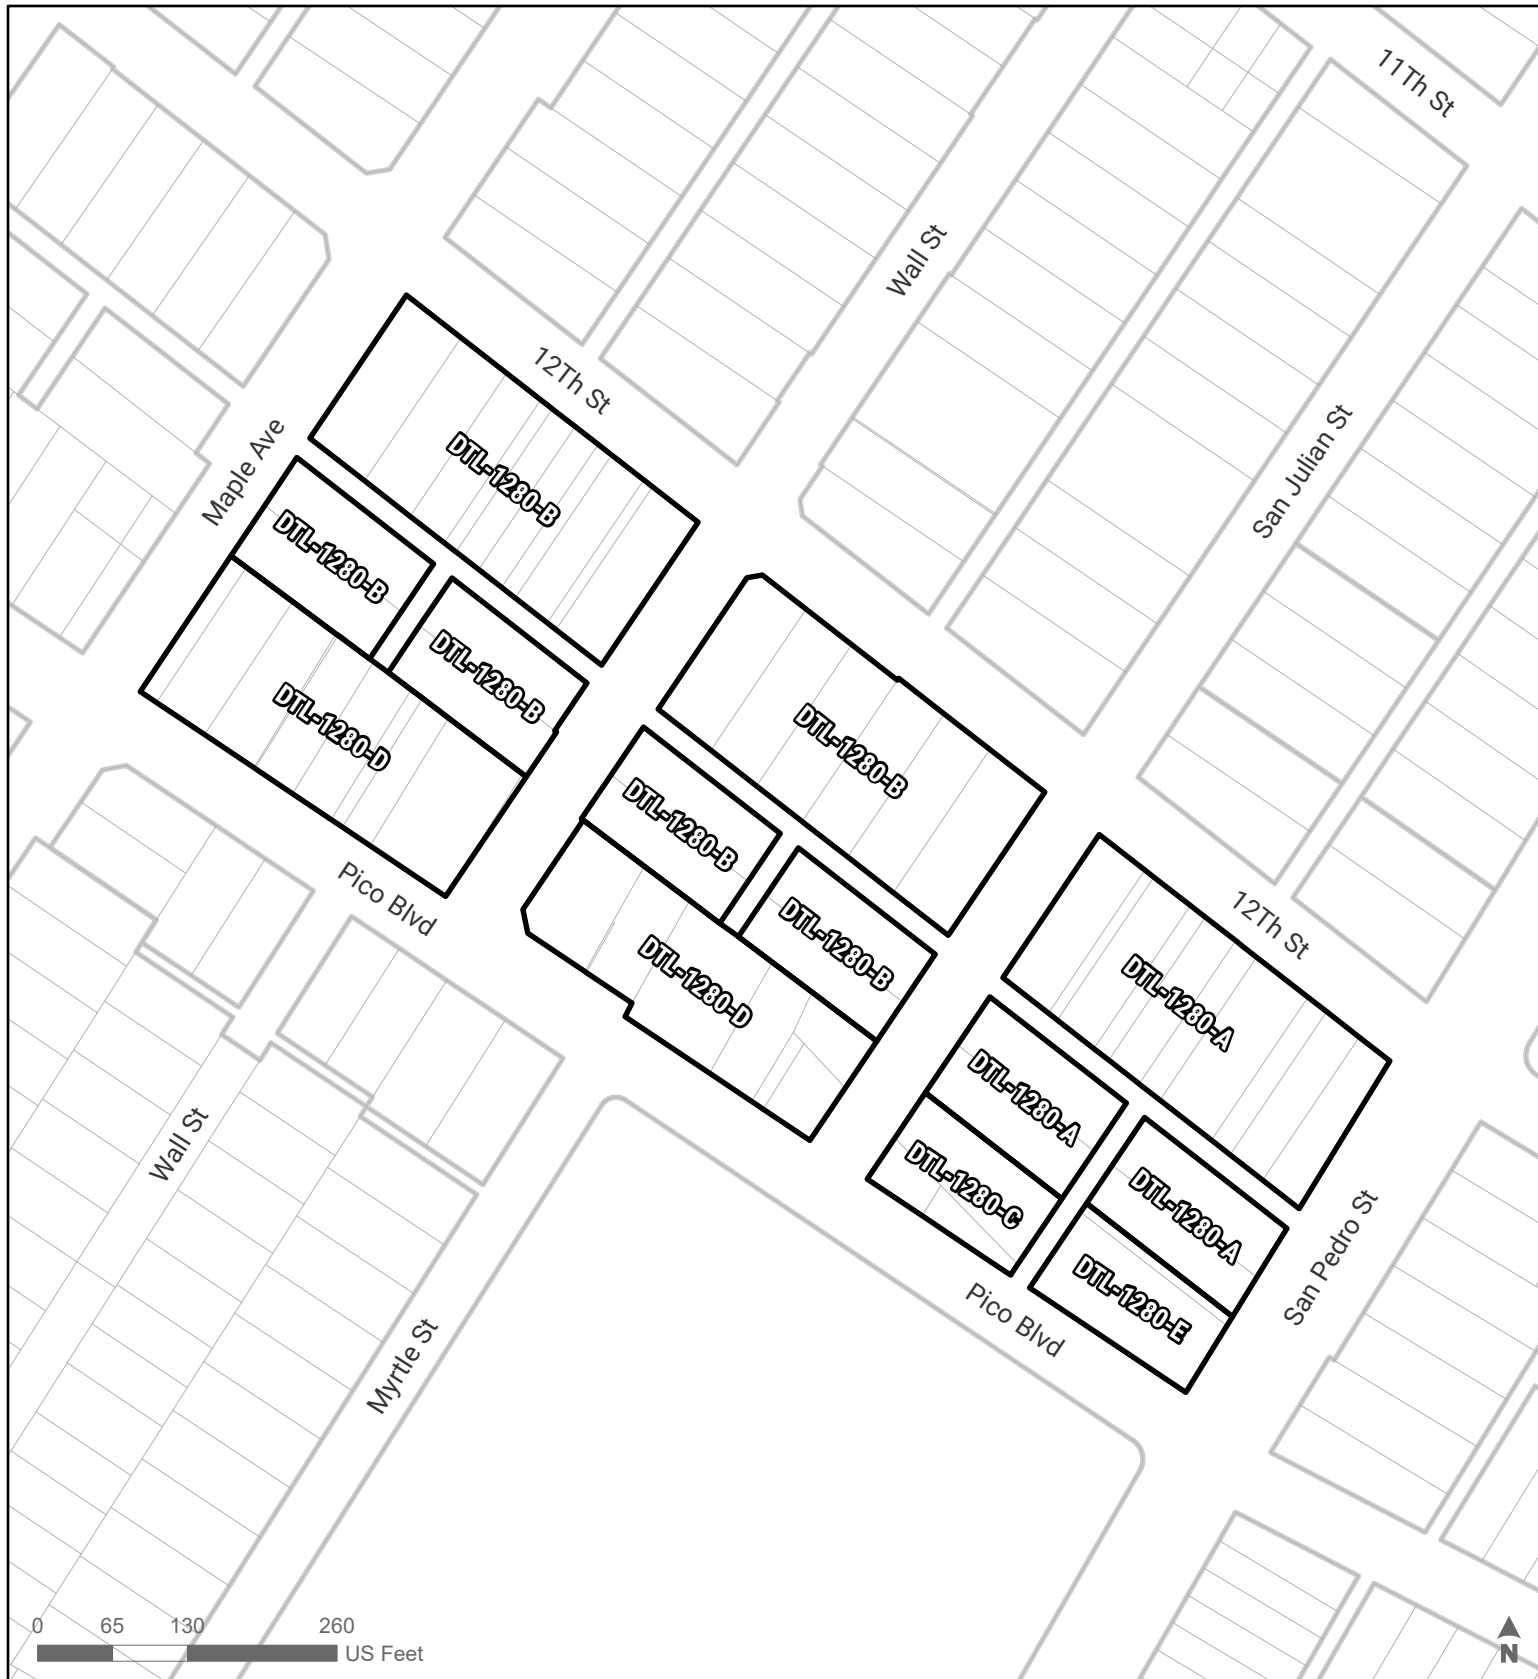 11Th St
Wall St
12Th St
Maple Ave
San Julian St
DTL-1280-B
DTL-1280-B
DTL-1280-B
DTL-1280-D
DTL-1280-B
DTL-1280-B
DTL-1280-B
DTL-1280-D
Pico Blvd
12Th St
DTL-1280-A
DTL-1280-A
DTL-1280-C
DTL-1280-A
DTL-1280-E
Wall St
San Pedro St
Pico Blvd
Myrtle St
0 65 130 260
US Feet
N